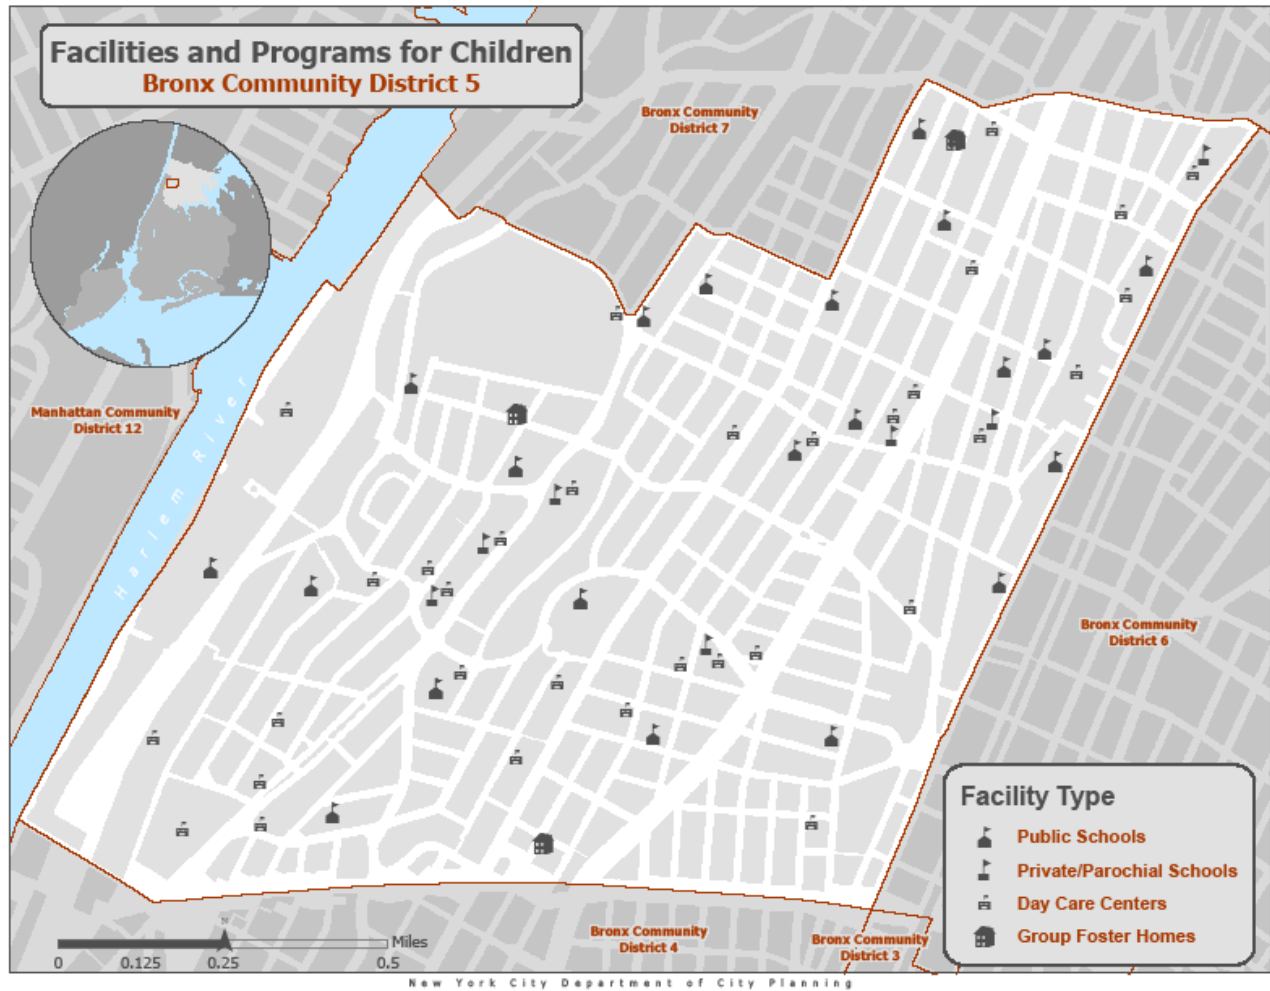 Facilities and Programs for Children
Bronx Community District 5
Bronx Community
District 7
Manhattan Community
District 12
Harlem River
Bronx Community
District 6
Facility Type
Public Schools
Private/Parochial Schools
Day Care Centers
Group Foster Homes
N
Miles
0 0.125 0.25 0.5
Bronx Community
District 4
Bronx Community
District 3
New York City Department of City Planning